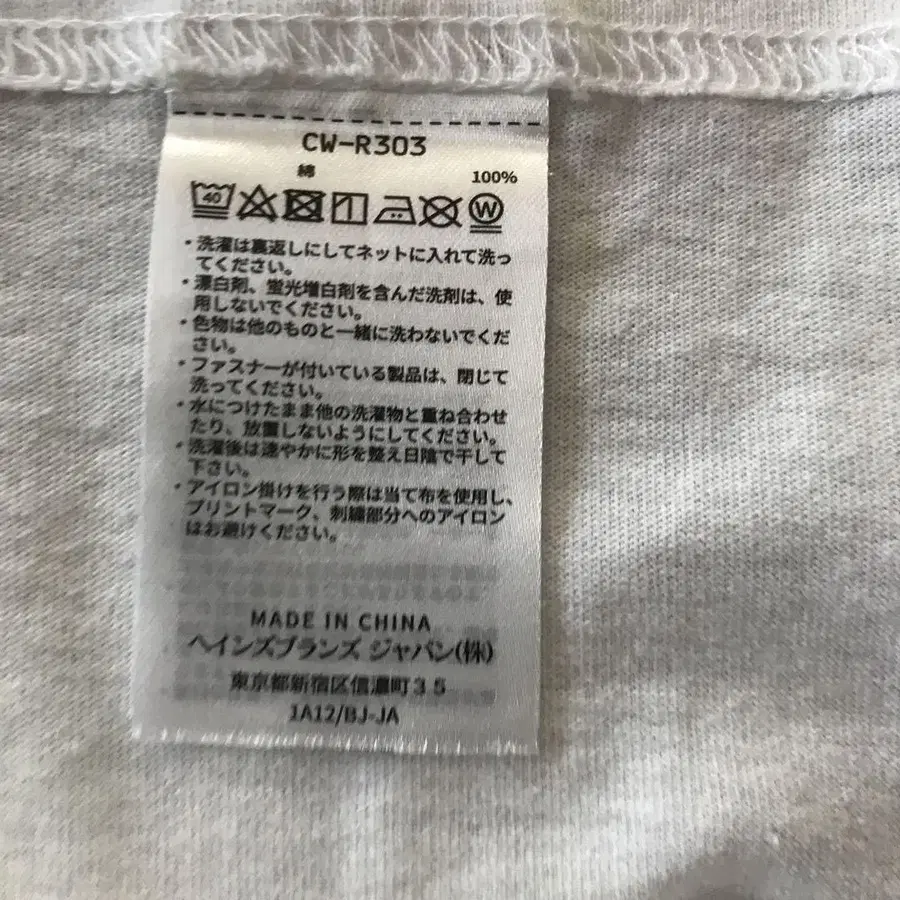 CW-R303
綿
100%
40
W
・洗濯は裏返しにしてネットに入れて洗っ
てください。
・漂白剤、蛍光増白剤を含んだ洗剤は、使
用しないでください。
・色物は他のものと一緒に洗わないでくだ
さい。
・ファスナーが付いている製品は、閉じて
洗ってください。
・水につけたまま他の洗濯物と重ね合わせ
たり、放置しないようにしてください。
・洗濯後は速やかに形を整え日陰で干して
下さい。
・アイロン掛けを行う際は当て布を使用し、
プリントマーク、刺繍部分へのアイロン
はお避けください。
MADE IN CHINA
ヘインズブランズ ジャパン(株)
東京都新宿区信濃町35
1A12/BJ-JA